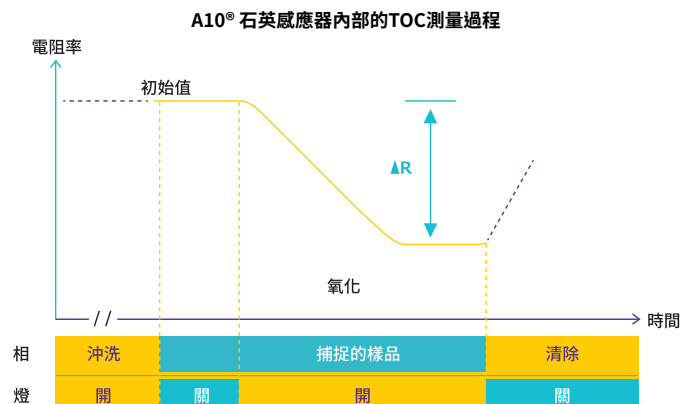 A10® 石英感應器內部的TOC測量過程
電阻率
初始值
ΔR
氧化
時間
相 沖洗 捕捉的樣品 清除
燈 開 關 開 關